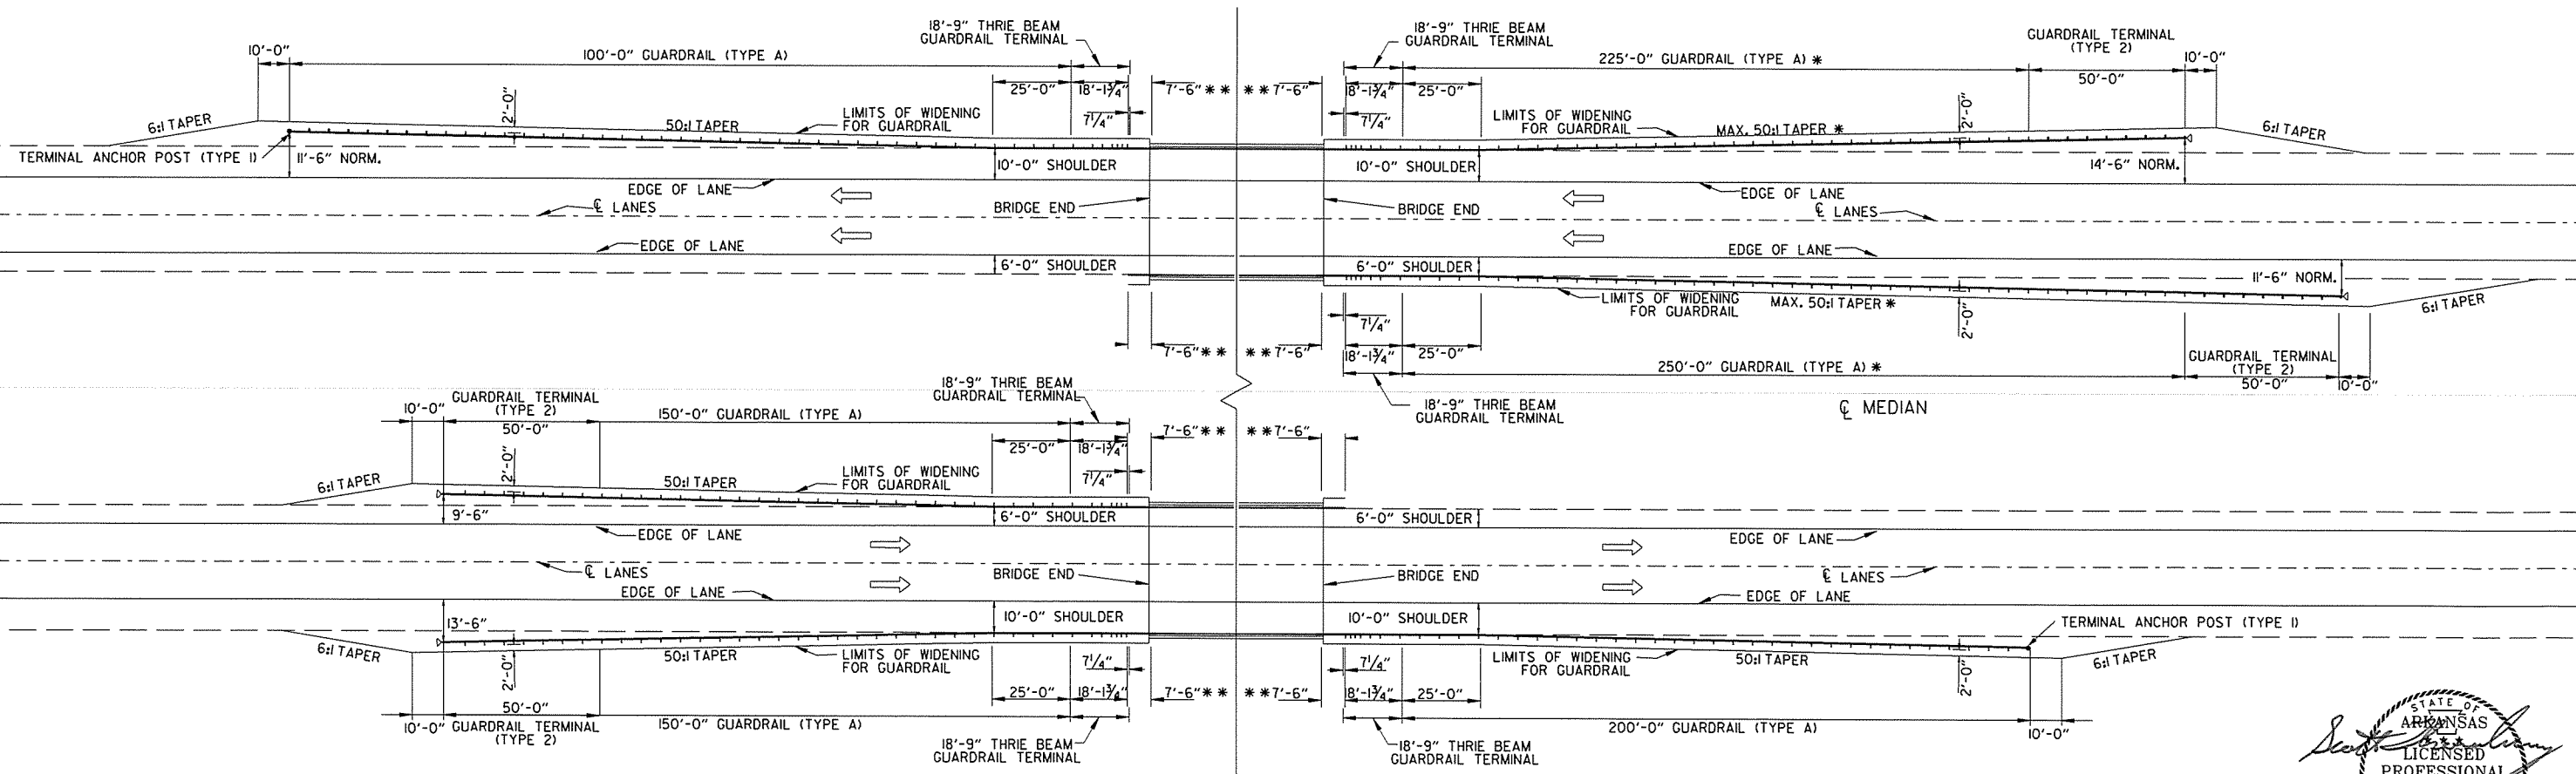 18'-9" THRIE BEAM
GUARDRAIL TERMINAL
18'-9" THRIE BEAM
GUARDRAIL TERMINAL
GUARDRAIL TERMINAL
(TYPE 2)
10'-0"
100'-0" GUARDRAIL (TYPE A)
225'-0" GUARDRAIL (TYPE A) *
10'-0"
50'-0"
25'-0"
18'-1¾"
7'-6" * *
* * 7'-6"
18'-1¾"
25'-0"
7¼"
7¼"
2'-0"
2'-0"
6:1 TAPER
50:1 TAPER
LIMITS OF WIDENING
FOR GUARDRAIL
LIMITS OF WIDENING
FOR GUARDRAIL
MAX. 50:1 TAPER *
6:1 TAPER
TERMINAL ANCHOR POST (TYPE 1)
11'-6" NORM.
10'-0" SHOULDER
10'-0" SHOULDER
14'-6" NORM.
EDGE OF LANE
EDGE OF LANE
℄ LANES
BRIDGE END
BRIDGE END
℄ LANES
EDGE OF LANE
EDGE OF LANE
6'-0" SHOULDER
6'-0" SHOULDER
11'-6" NORM.
LIMITS OF WIDENING
FOR GUARDRAIL
MAX. 50:1 TAPER *
6:1 TAPER
2'-0"
7¼"
7'-6" * *
* * 7'-6"
18'-1¾"
25'-0"
250'-0" GUARDRAIL (TYPE A) *
GUARDRAIL TERMINAL
(TYPE 2)
50'-0"
10'-0"
18'-9" THRIE BEAM
GUARDRAIL TERMINAL
18'-9" THRIE BEAM
GUARDRAIL TERMINAL
℄ MEDIAN
10'-0"
GUARDRAIL TERMINAL
(TYPE 2)
50'-0"
150'-0" GUARDRAIL (TYPE A)
25'-0"
18'-1¾"
7'-6" * *
* * 7'-6"
7¼"
2'-0"
6:1 TAPER
50:1 TAPER
LIMITS OF WIDENING
FOR GUARDRAIL
9'-6"
6'-0" SHOULDER
6'-0" SHOULDER
EDGE OF LANE
EDGE OF LANE
℄ LANES
BRIDGE END
BRIDGE END
℄ LANES
EDGE OF LANE
EDGE OF LANE
13'-6"
10'-0" SHOULDER
10'-0" SHOULDER
TERMINAL ANCHOR POST (TYPE 1)
6:1 TAPER
50:1 TAPER
LIMITS OF WIDENING
FOR GUARDRAIL
LIMITS OF WIDENING
FOR GUARDRAIL
50:1 TAPER
6:1 TAPER
2'-0"
7¼"
7¼"
2'-0"
25'-0"
18'-1¾"
7'-6" * *
* * 7'-6"
18'-1¾"
25'-0"
50'-0"
10'-0"
GUARDRAIL TERMINAL
(TYPE 2)
150'-0" GUARDRAIL (TYPE A)
200'-0" GUARDRAIL (TYPE A)
10'-0"
18'-9" THRIE BEAM
GUARDRAIL TERMINAL
18'-9" THRIE BEAM
GUARDRAIL TERMINAL
STATE OF
ARKANSAS
LICENSED
PROFESSIONAL